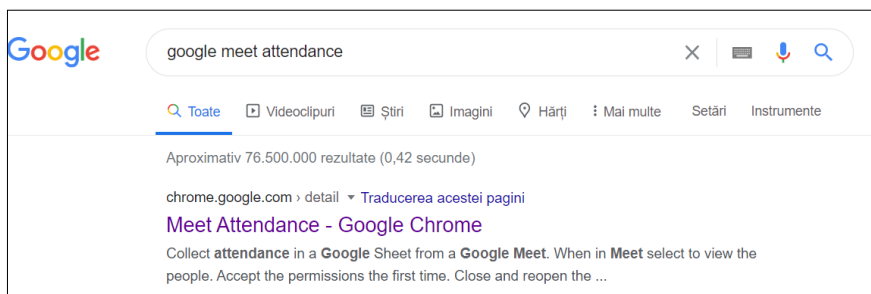 Google
google meet attendance
Toate Videoclipuri Știri Imagini Hărți Mai multe Setări Instrumente
Aproximativ 76.500.000 rezultate (0,42 secunde)
chrome.google.com › detail Traducerea acestei pagini
Meet Attendance - Google Chrome
Collect attendance in a Google Sheet from a Google Meet. When in Meet select to view the
people. Accept the permissions the first time. Close and reopen the ...